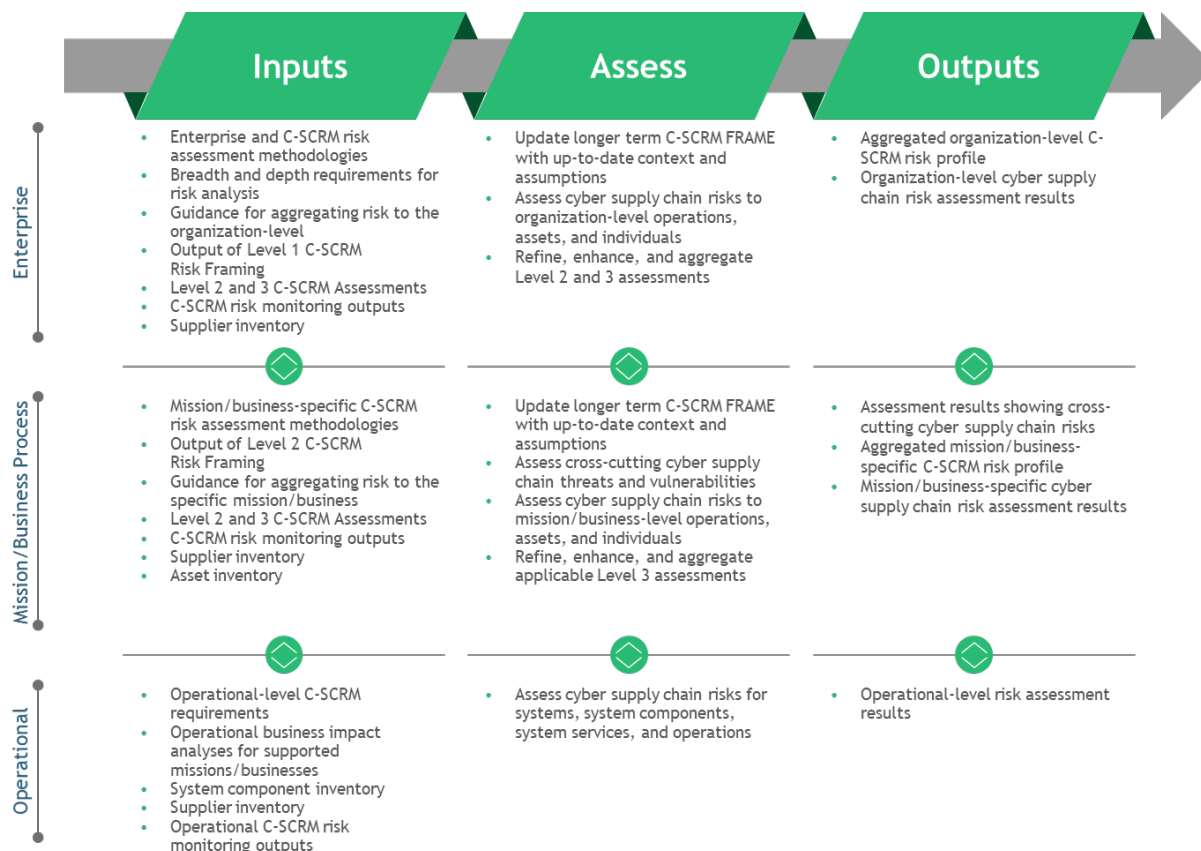 Inputs
Assess
Outputs
Enterprise
• Enterprise and C-SCRM risk
assessment methodologies
• Breadth and depth requirements for
risk analysis
• Guidance for aggregating risk to the
organization-level
• Output of Level 1 C-SCRM
Risk Framing
• Level 2 and 3 C-SCRM Assessments
• C-SCRM risk monitoring outputs
• Supplier inventory
• Update longer term C-SCRM FRAME
with up-to-date context and
assumptions
• Assess cyber supply chain risks to
organization-level operations,
assets, and individuals
• Refine, enhance, and aggregate
Level 2 and 3 assessments
• Aggregated organization-level C-
SCRM risk profile
• Organization-level cyber supply
chain risk assessment results
Mission/Business Process
• Mission/business-specific C-SCRM
risk assessment methodologies
• Output of Level 2 C-SCRM
Risk Framing
• Guidance for aggregating risk to the
specific mission/business
• Level 2 and 3 C-SCRM Assessments
• C-SCRM risk monitoring outputs
• Supplier inventory
• Asset inventory
• Update longer term C-SCRM FRAME
with up-to-date context and
assumptions
• Assess cross-cutting cyber supply
chain threats and vulnerabilities
• Assess cyber supply chain risks to
mission/business-level operations,
assets, and individuals
• Refine, enhance, and aggregate
applicable Level 3 assessments
• Assessment results showing cross-
cutting cyber supply chain risks
• Aggregated mission/business-
specific C-SCRM risk profile
• Mission/business-specific cyber
supply chain risk assessment results
Operational
• Operational-level C-SCRM
requirements
• Operational business impact
analyses for supported
missions/businesses
• System component inventory
• Supplier inventory
• Operational C-SCRM risk
monitoring outputs
• Assess cyber supply chain risks for
systems, system components,
system services, and operations
• Operational-level risk assessment
results